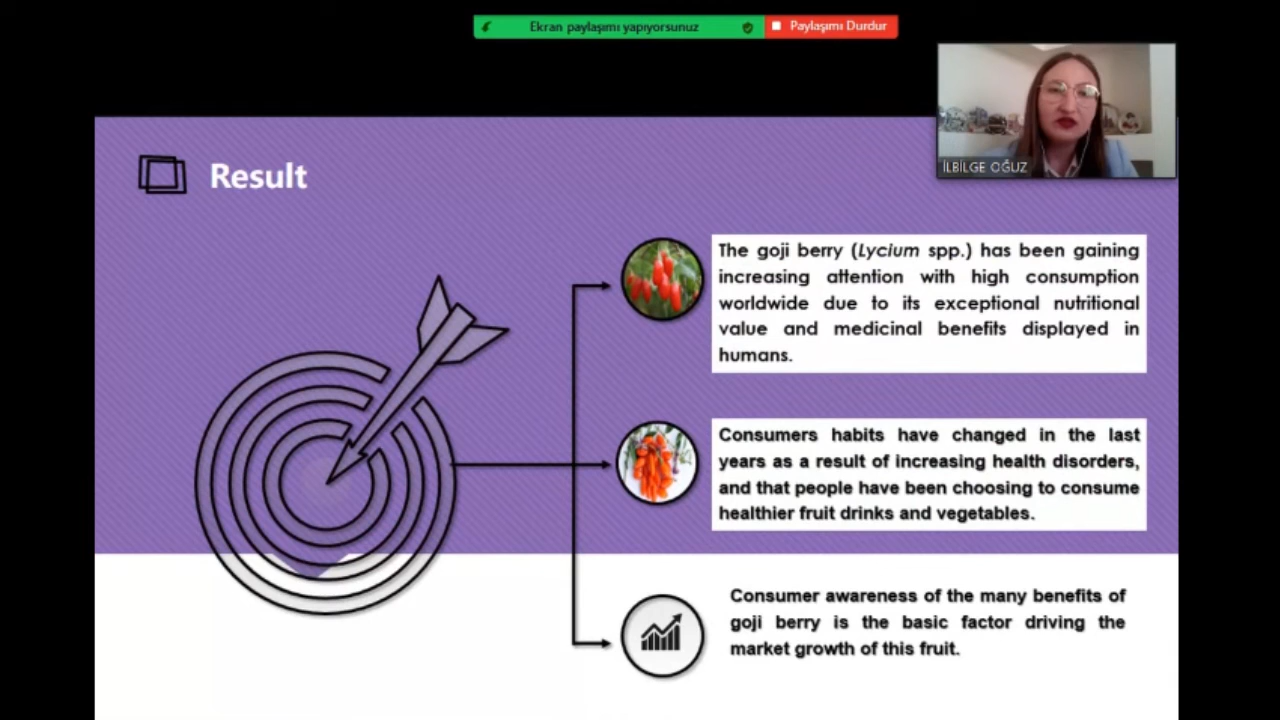 Ekran paylaşımı yapıyorsunuz
Paylaşımı Durdur
İLBİLGE OĞUZ
Result
The goji berry (Lycium spp.) has been gaining
increasing attention with high consumption
worldwide due to its exceptional nutritional
value and medicinal benefits displayed in
humans.
Consumers habits have changed in the last
years as a result of increasing health disorders,
and that people have been choosing to consume
healthier fruit drinks and vegetables.
Consumer awareness of the many benefits of
goji berry is the basic factor driving the
market growth of this fruit.